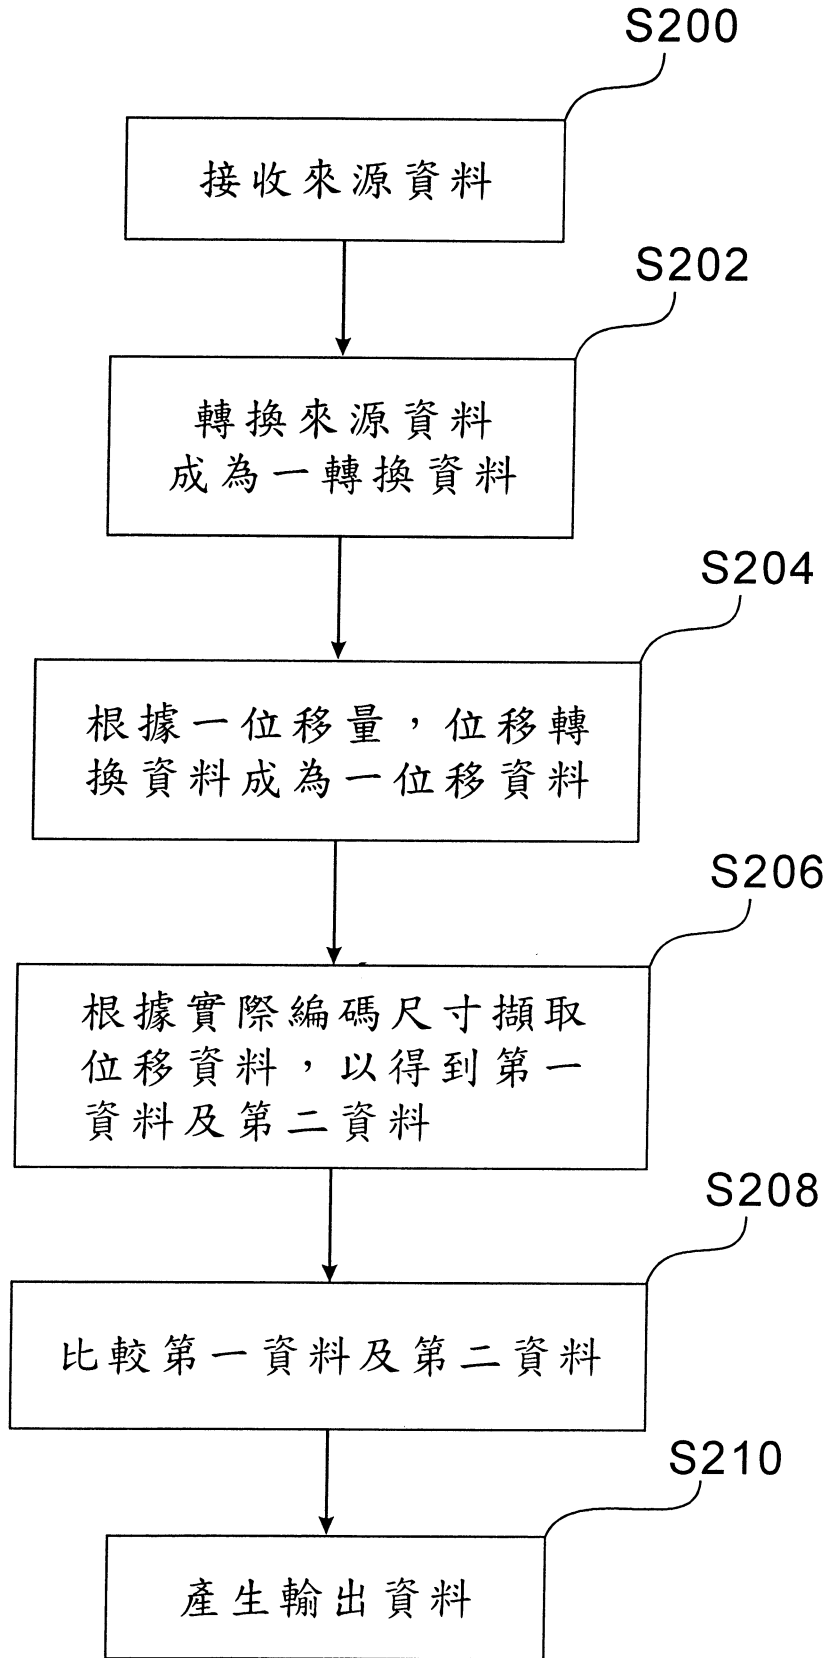 S200
接收來源資料
S202
轉換來源資料
成為一轉換資料
S204
根據一位移量，位移轉
換資料成為一位移資料
S206
根據實際編碼尺寸擷取
位移資料，以得到第一
資料及第二資料
S208
比較第一資料及第二資料
S210
產生輸出資料